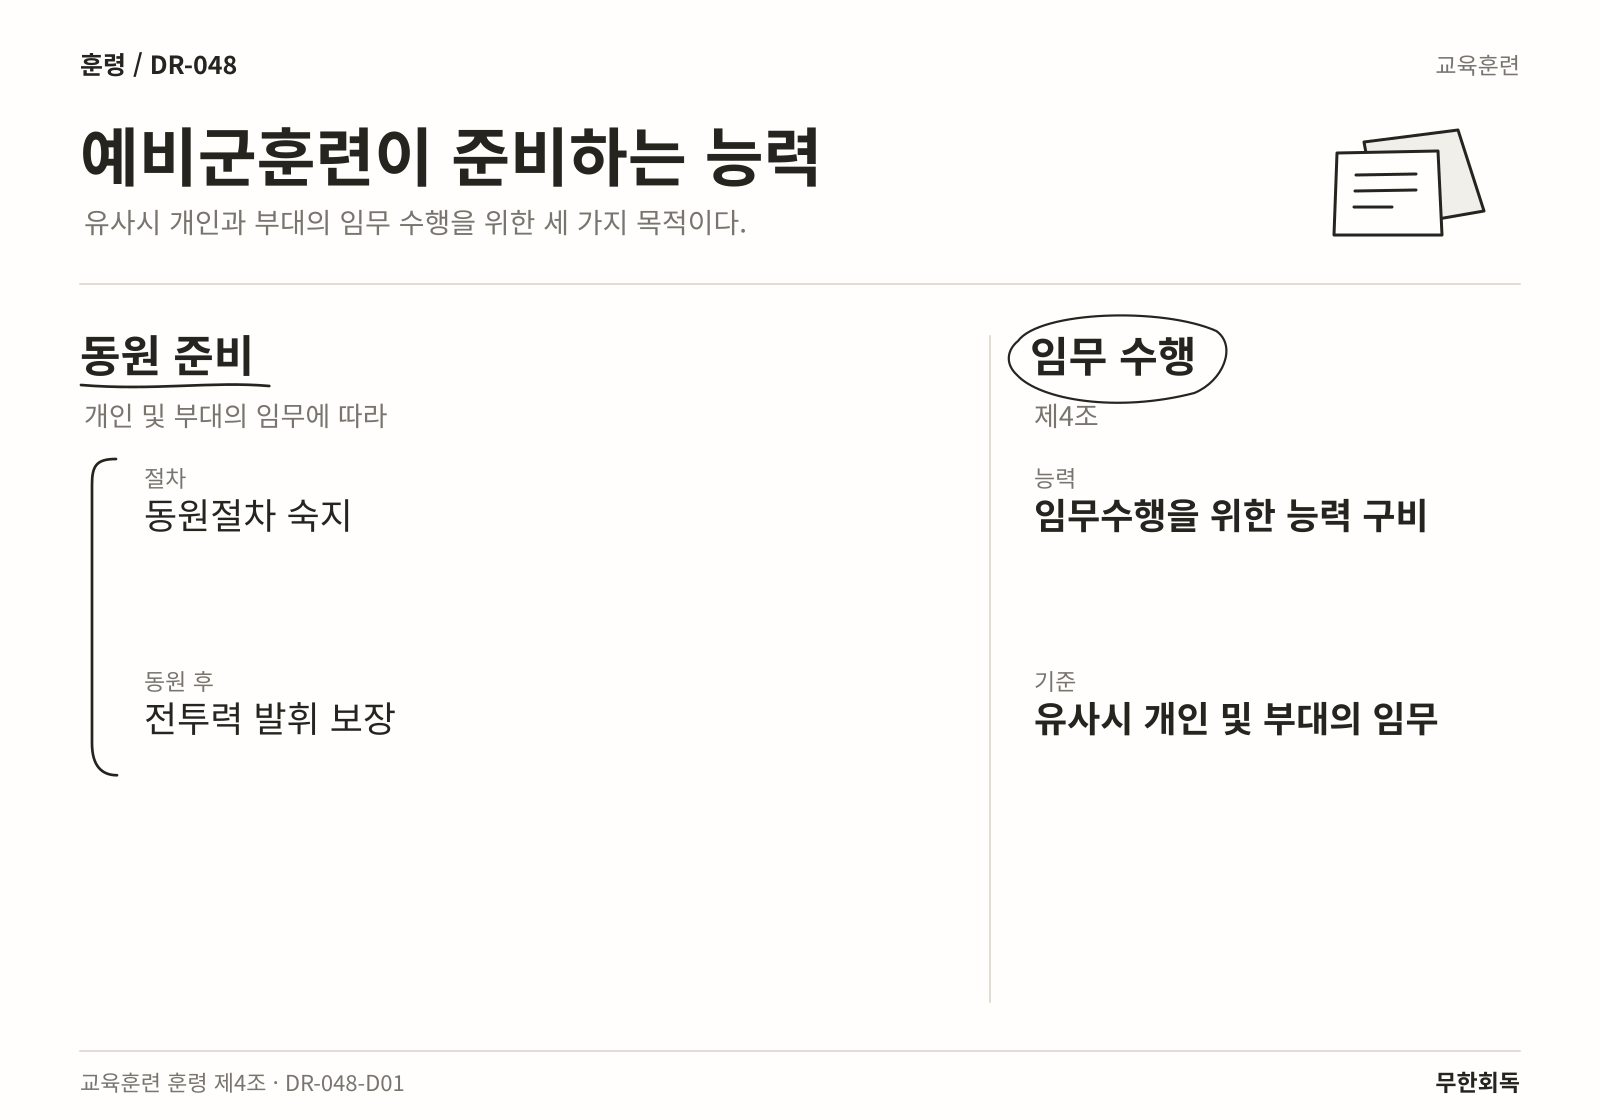 훈령 / DR-048
교육훈련
예비군훈련이 준비하는 능력
유사시 개인과 부대의 임무 수행을 위한 세 가지 목적이다.
동원 준비
개인 및 부대의 임무에 따라
절차
동원절차 숙지
동원 후
전투력 발휘 보장
임무 수행
제4조
능력
임무수행을 위한 능력 구비
기준
유사시 개인 및 부대의 임무
교육훈련 훈령 제4조 · DR-048-D01
무한회독